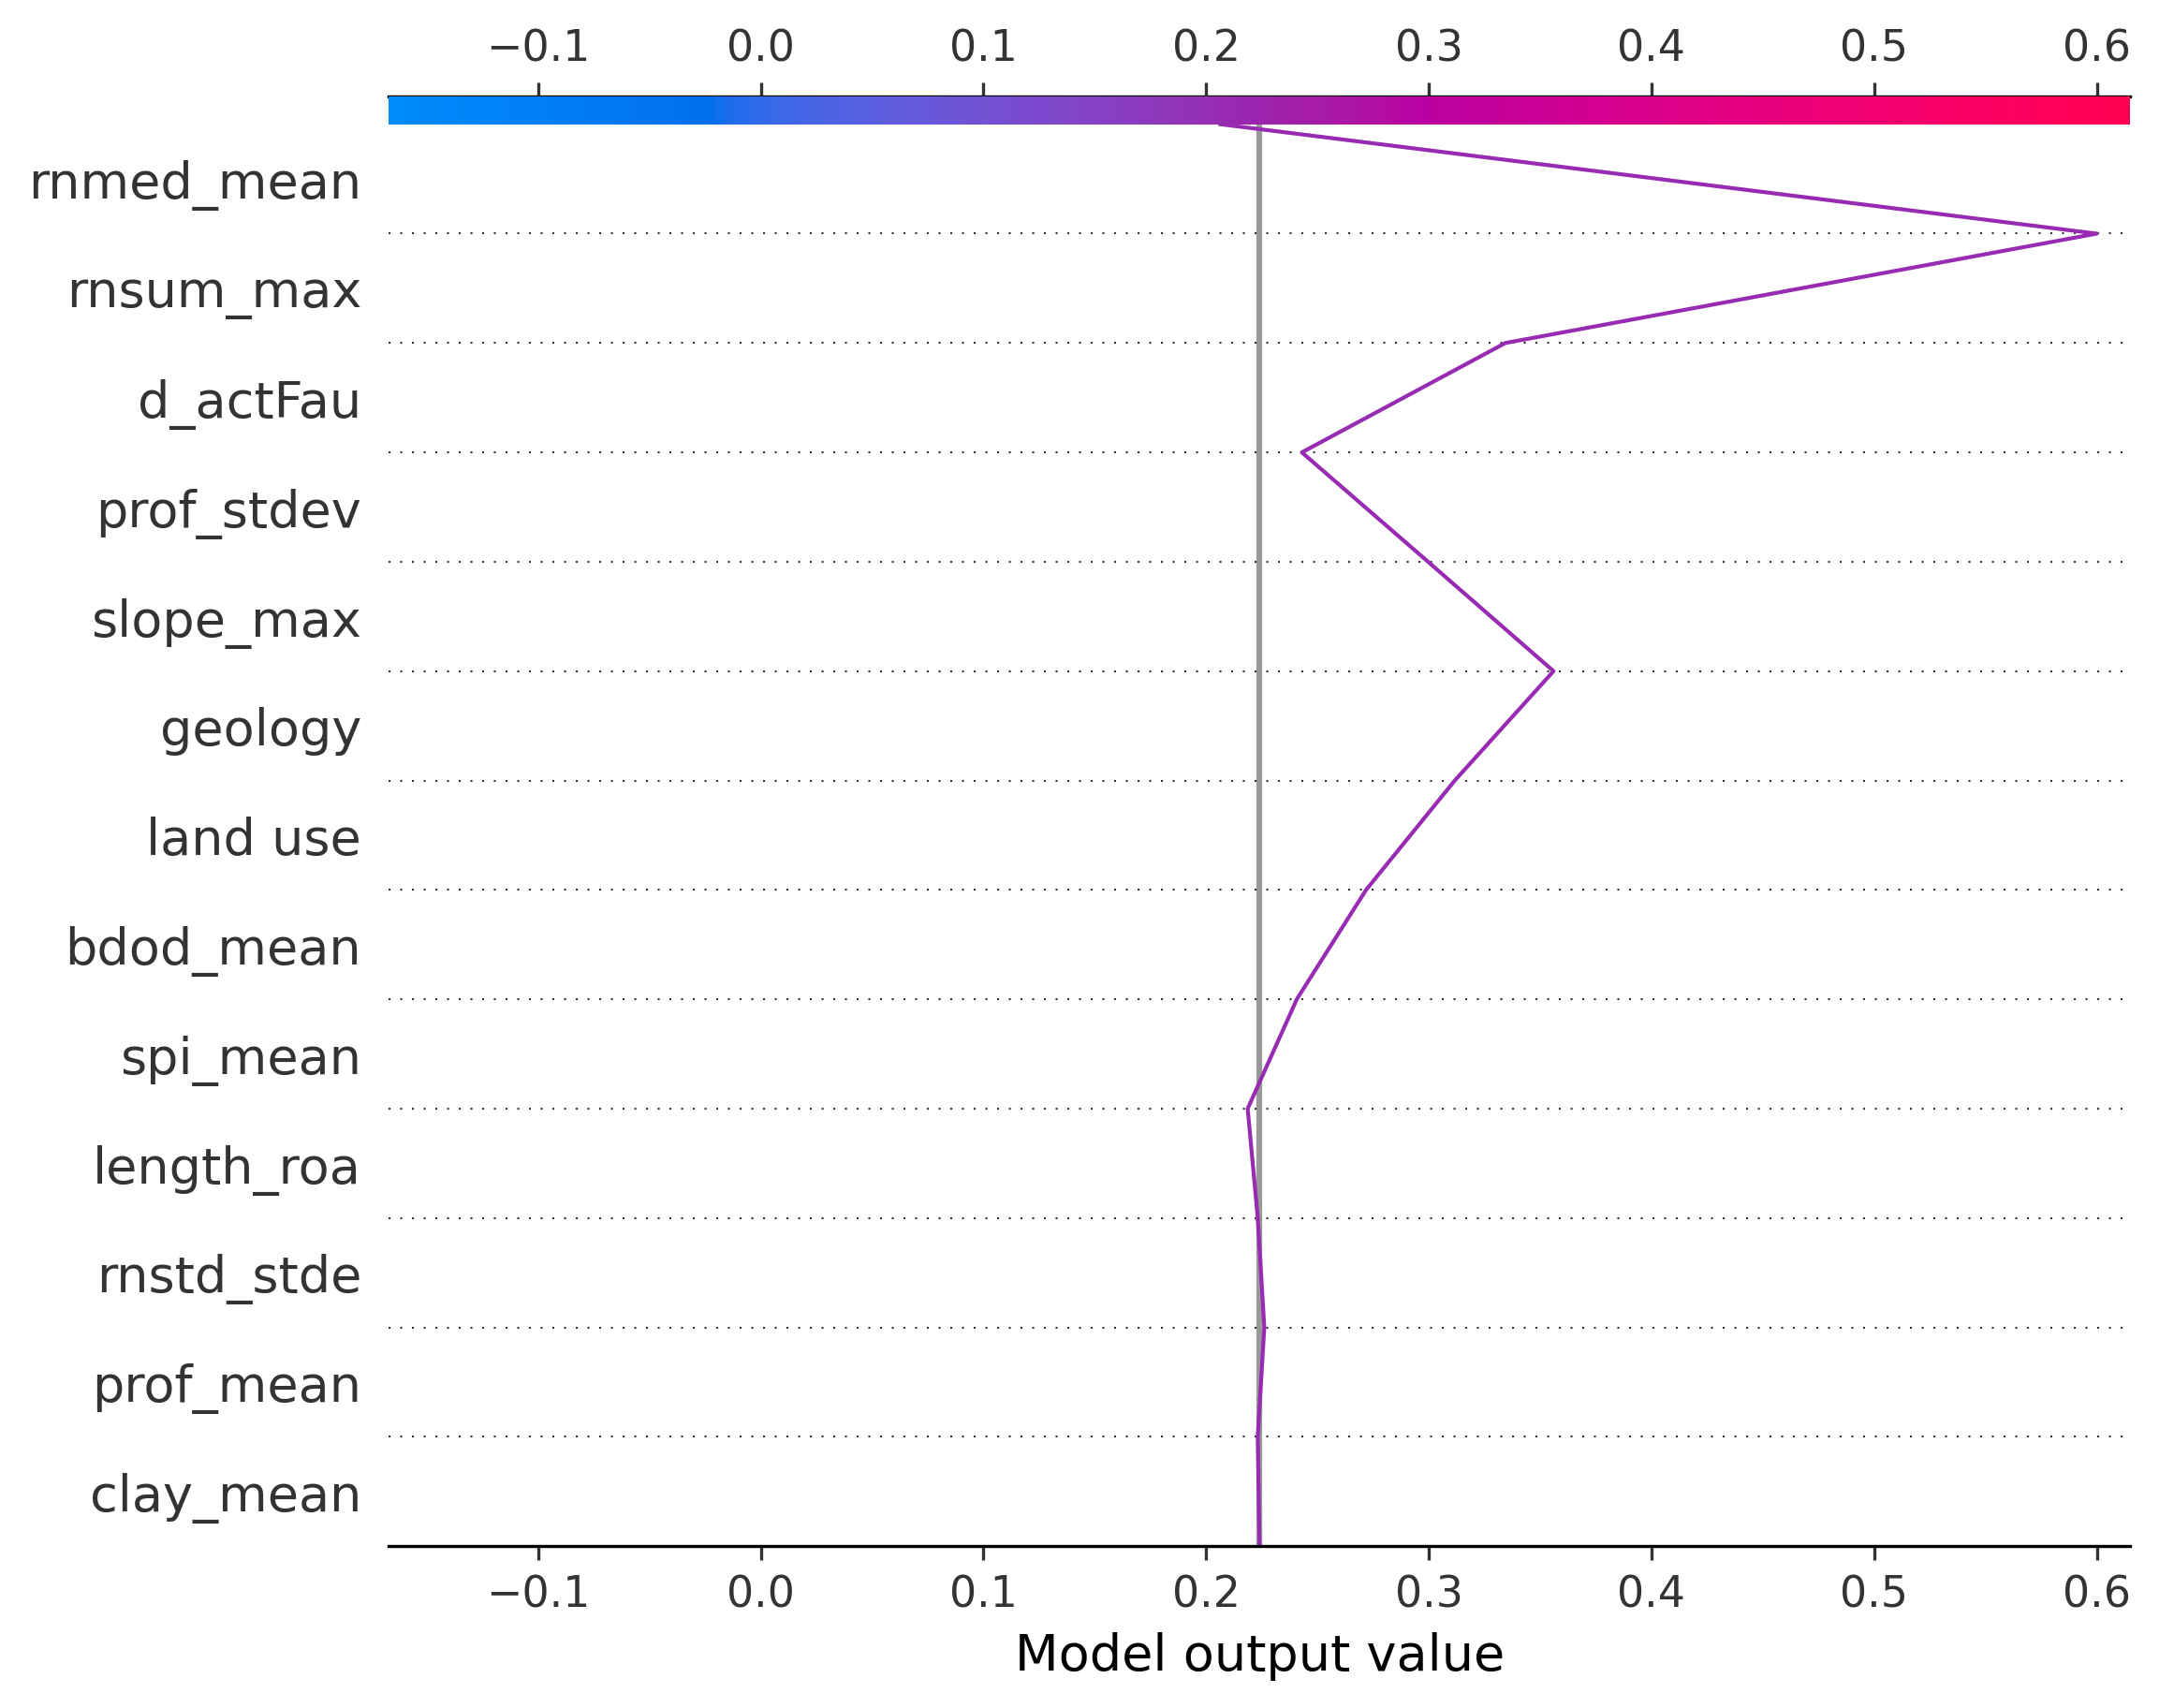 −0.1 0.0 0.1 0.2 0.3 0.4 0.5 0.6
rnmed_mean
rnsum_max
d_actFau
prof_stdev
slope_max
geology
land use
bdod_mean
spi_mean
length_roa
rnstd_stde
prof_mean
clay_mean
−0.1 0.0 0.1 0.2 0.3 0.4 0.5 0.6
Model output value